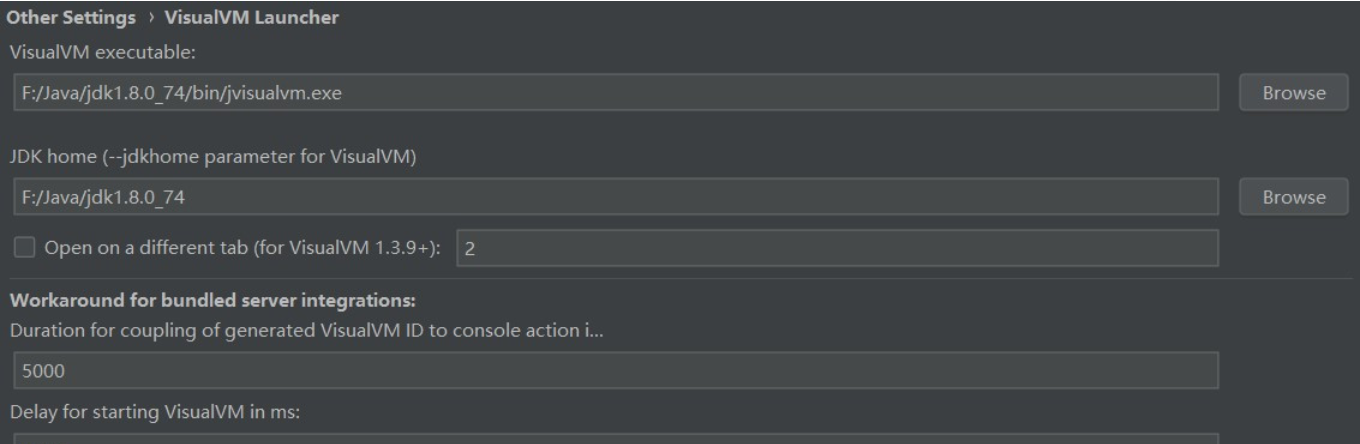 Other Settings › VisualVM Launcher
VisualVM executable:
F:/Java/jdk1.8.0_74/bin/jvisualvm.exe Browse
JDK home (--jdkhome parameter for VisualVM)
F:/Java/jdk1.8.0_74 Browse
Open on a different tab (for VisualVM 1.3.9+): 2
Workaround for bundled server integrations:
Duration for coupling of generated VisualVM ID to console action i...
5000
Delay for starting VisualVM in ms: